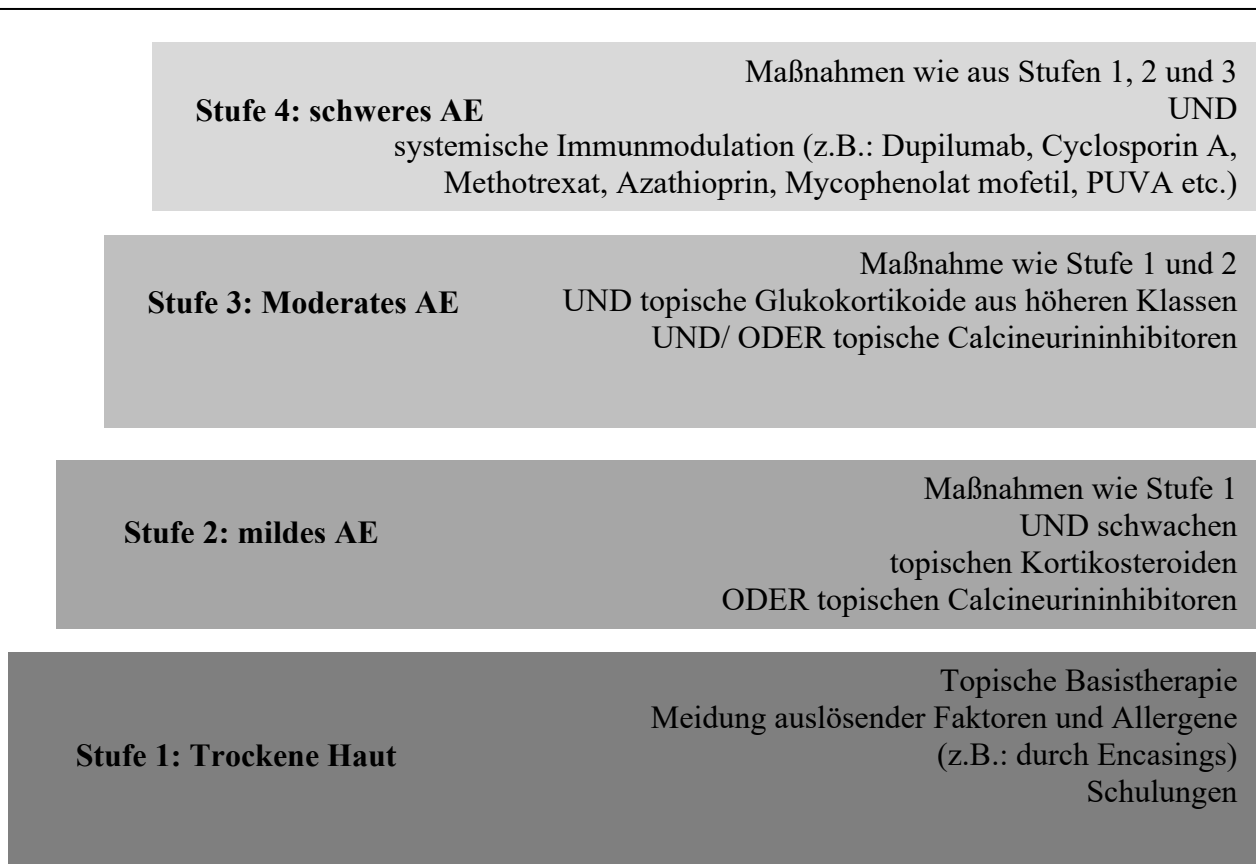 Maßnahmen wie aus Stufen 1, 2 und 3
Stufe 4: schweres AE
UND
systemische Immunmodulation (z.B.: Dupilumab, Cyclosporin A,
Methotrexat, Azathioprin, Mycophenolat mofetil, PUVA etc.)
Maßnahme wie Stufe 1 und 2
Stufe 3: Moderates AE
UND topische Glukokortikoide aus höheren Klassen
UND/ ODER topische Calcineurininhibitoren
Maßnahmen wie Stufe 1
Stufe 2: mildes AE
UND schwachen
topischen Kortikosteroiden
ODER topischen Calcineurininhibitoren
Topische Basistherapie
Meidung auslösender Faktoren und Allergene
Stufe 1: Trockene Haut
(z.B.: durch Encasings)
Schulungen